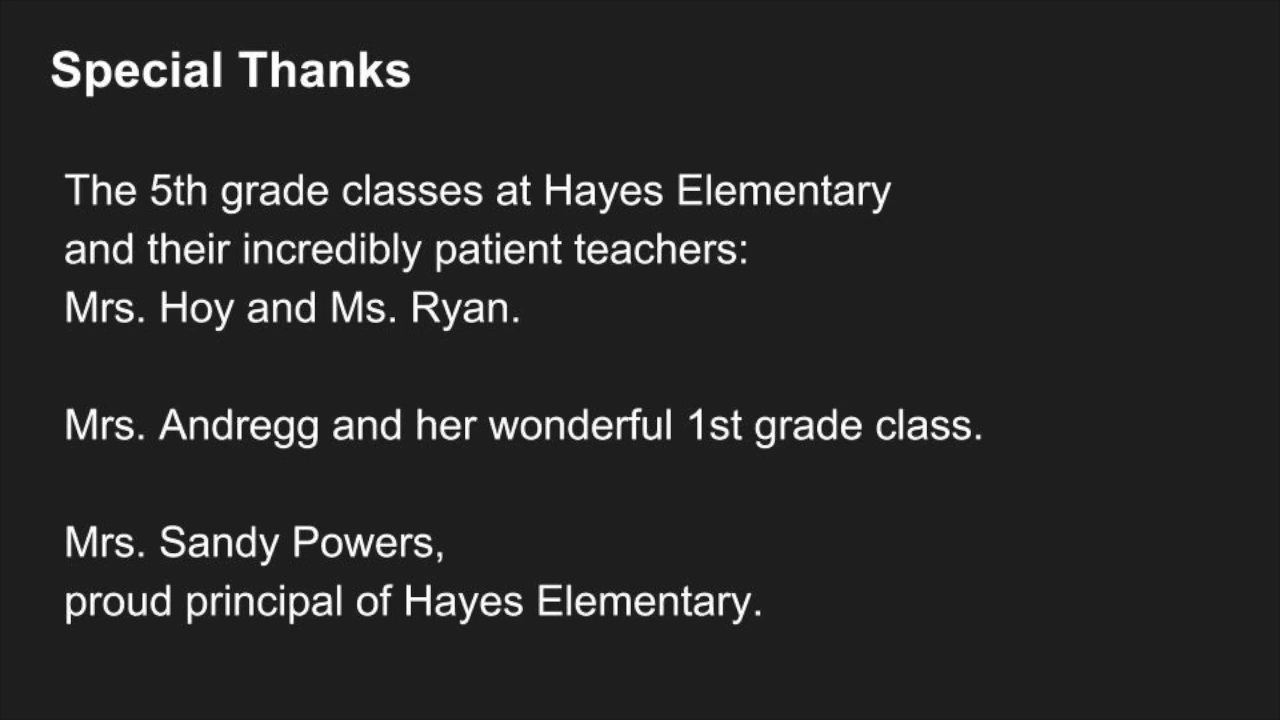 Special Thanks
The 5th grade classes at Hayes Elementary
and their incredibly patient teachers:
Mrs. Hoy and Ms. Ryan.
Mrs. Andregg and her wonderful 1st grade class.
Mrs. Sandy Powers,
proud principal of Hayes Elementary.